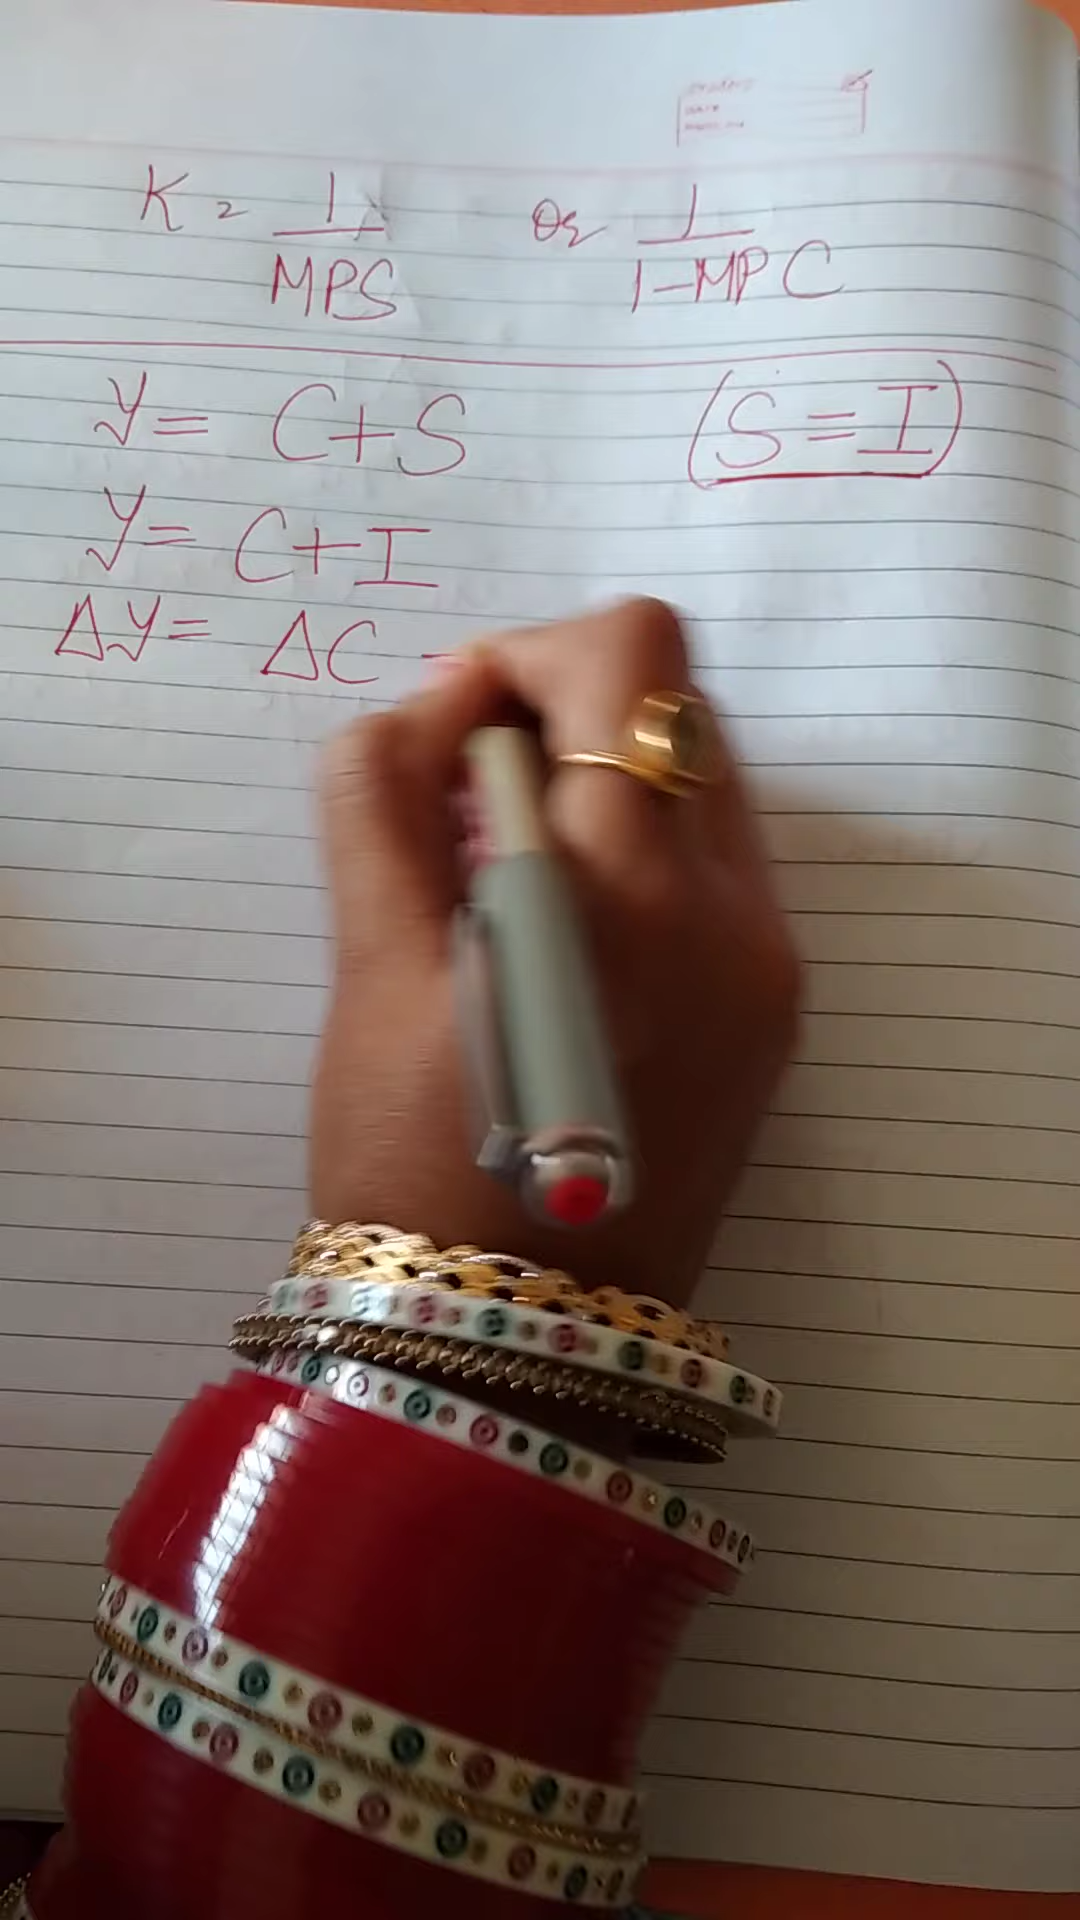 K = 1/MPS Or 1/1-MPC
Y = C+S (S = I)
Y = C+I
ΔY = ΔC